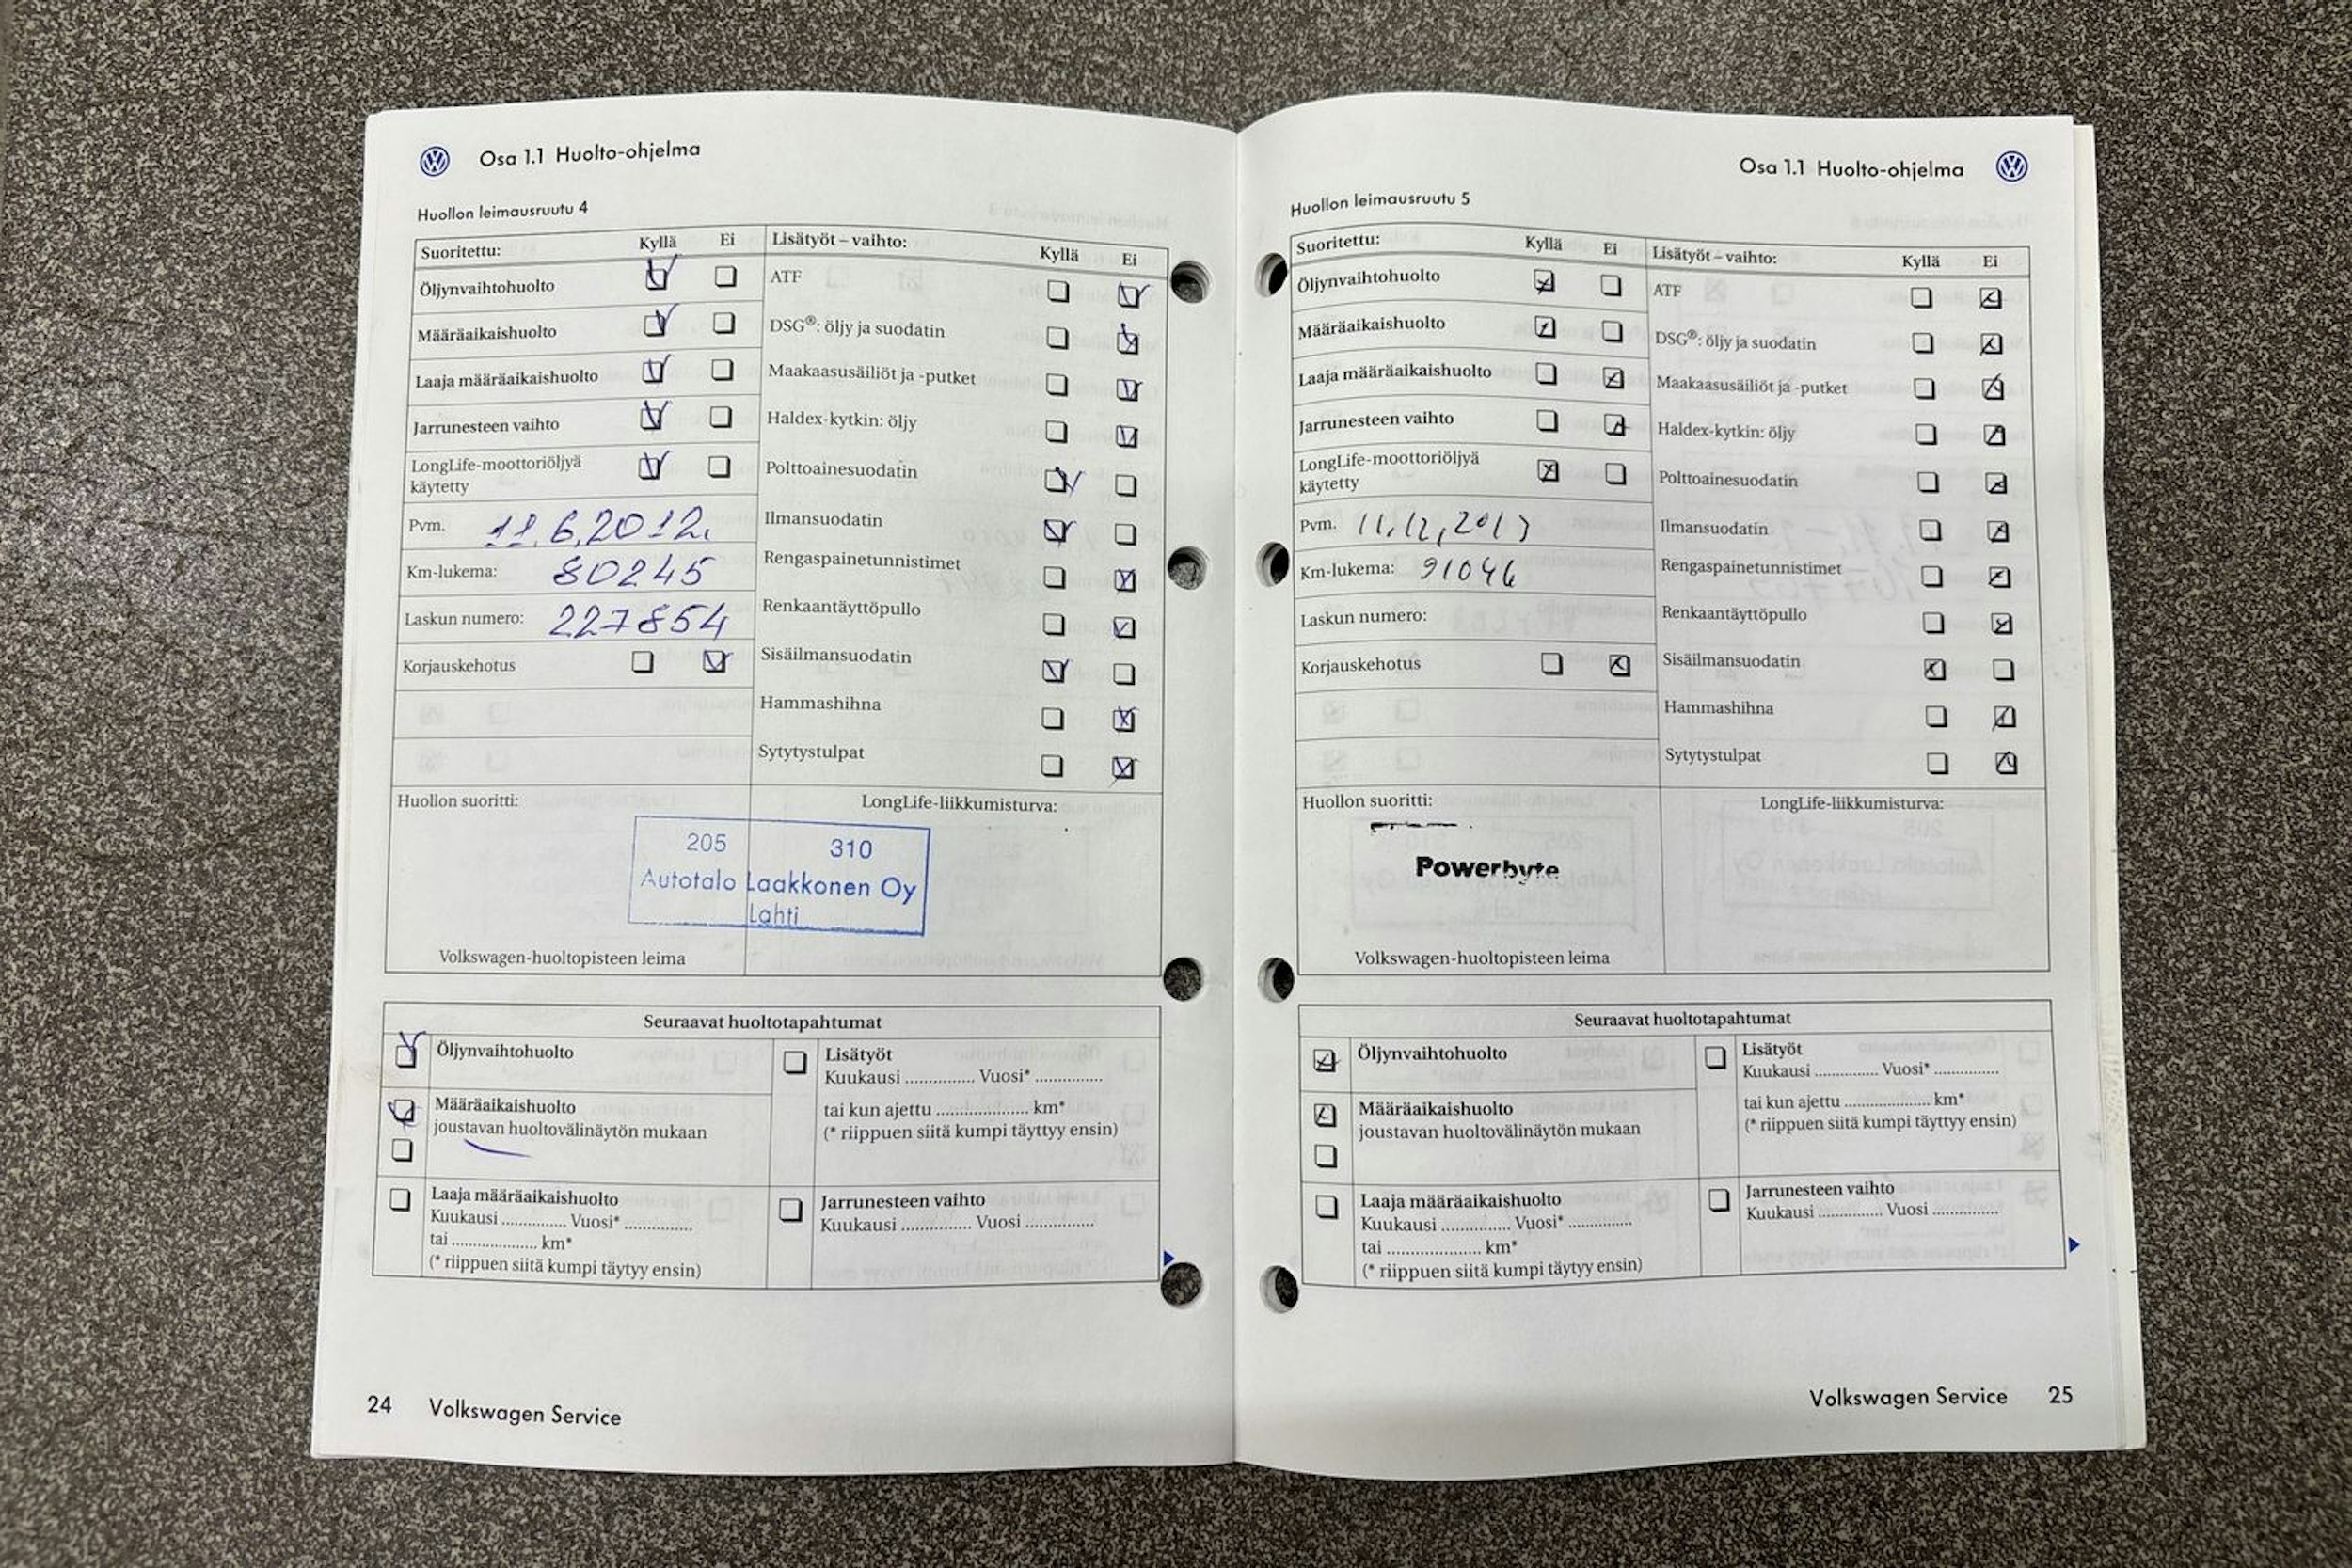 Osa 1.1 Huolto-ohjelma
Huollon leimausruutu 4
Suoritettu: Kyllä Ei
Öljynvaihtohuolto
Määräaikaishuolto
Laaja määräaikaishuolto
Jarrunesteen vaihto
LongLife-moottoriöljyä
käytetty
Pvm. 11.6.2012.
Km-lukema: 80245
Laskun numero: 227854
Korjauskehotus
Lisätyöt – vaihto: Kyllä Ei
ATF
DSG®: öljy ja suodatin
Maakaasusäiliöt ja -putket
Haldex-kytkin: öljy
Polttoainesuodatin
Ilmansuodatin
Rengaspainetunnistimet
Renkaantäyttöpullo
Sisäilmansuodatin
Hammashihna
Sytytystulpat
Huollon suoritti:
LongLife-liikkumisturva:
205 310
Autotalo Laakkonen Oy
Lahti
Volkswagen-huoltopisteen leima
Seuraavat huoltotapahtumat
Öljynvaihtohuolto
Määräaikaishuolto
joustavan huoltovälinäytön mukaan
Laaja määräaikaishuolto
Kuukausi .............. Vuosi* ..............
tai .................... km*
(* riippuen siitä kumpi täytyy ensin)
Lisätyöt
Kuukausi .............. Vuosi* ..............
tai kun ajettu .................... km*
(* riippuen siitä kumpi täyttyy ensin)
Jarrunesteen vaihto
Kuukausi .............. Vuosi ..............
24 Volkswagen Service
Osa 1.1 Huolto-ohjelma
Huollon leimausruutu 5
Suoritettu: Kyllä Ei
Öljynvaihtohuolto
Määräaikaishuolto
Laaja määräaikaishuolto
Jarrunesteen vaihto
LongLife-moottoriöljyä
käytetty
Pvm. 11.12.2013
Km-lukema: 91046
Laskun numero:
Korjauskehotus
Lisätyöt – vaihto: Kyllä Ei
ATF
DSG®: öljy ja suodatin
Maakaasusäiliöt ja -putket
Haldex-kytkin: öljy
Polttoainesuodatin
Ilmansuodatin
Rengaspainetunnistimet
Renkaantäyttöpullo
Sisäilmansuodatin
Hammashihna
Sytytystulpat
Huollon suoritti:
LongLife-liikkumisturva:
Powerbyte
Volkswagen-huoltopisteen leima
Seuraavat huoltotapahtumat
Öljynvaihtohuolto
Määräaikaishuolto
joustavan huoltovälinäytön mukaan
Laaja määräaikaishuolto
Kuukausi .............. Vuosi* ..............
tai .................... km*
(* riippuen siitä kumpi täytyy ensin)
Lisätyöt
Kuukausi .............. Vuosi* ..............
tai kun ajettu .................... km*
(* riippuen siitä kumpi täyttyy ensin)
Jarrunesteen vaihto
Kuukausi .............. Vuosi ..............
Volkswagen Service 25